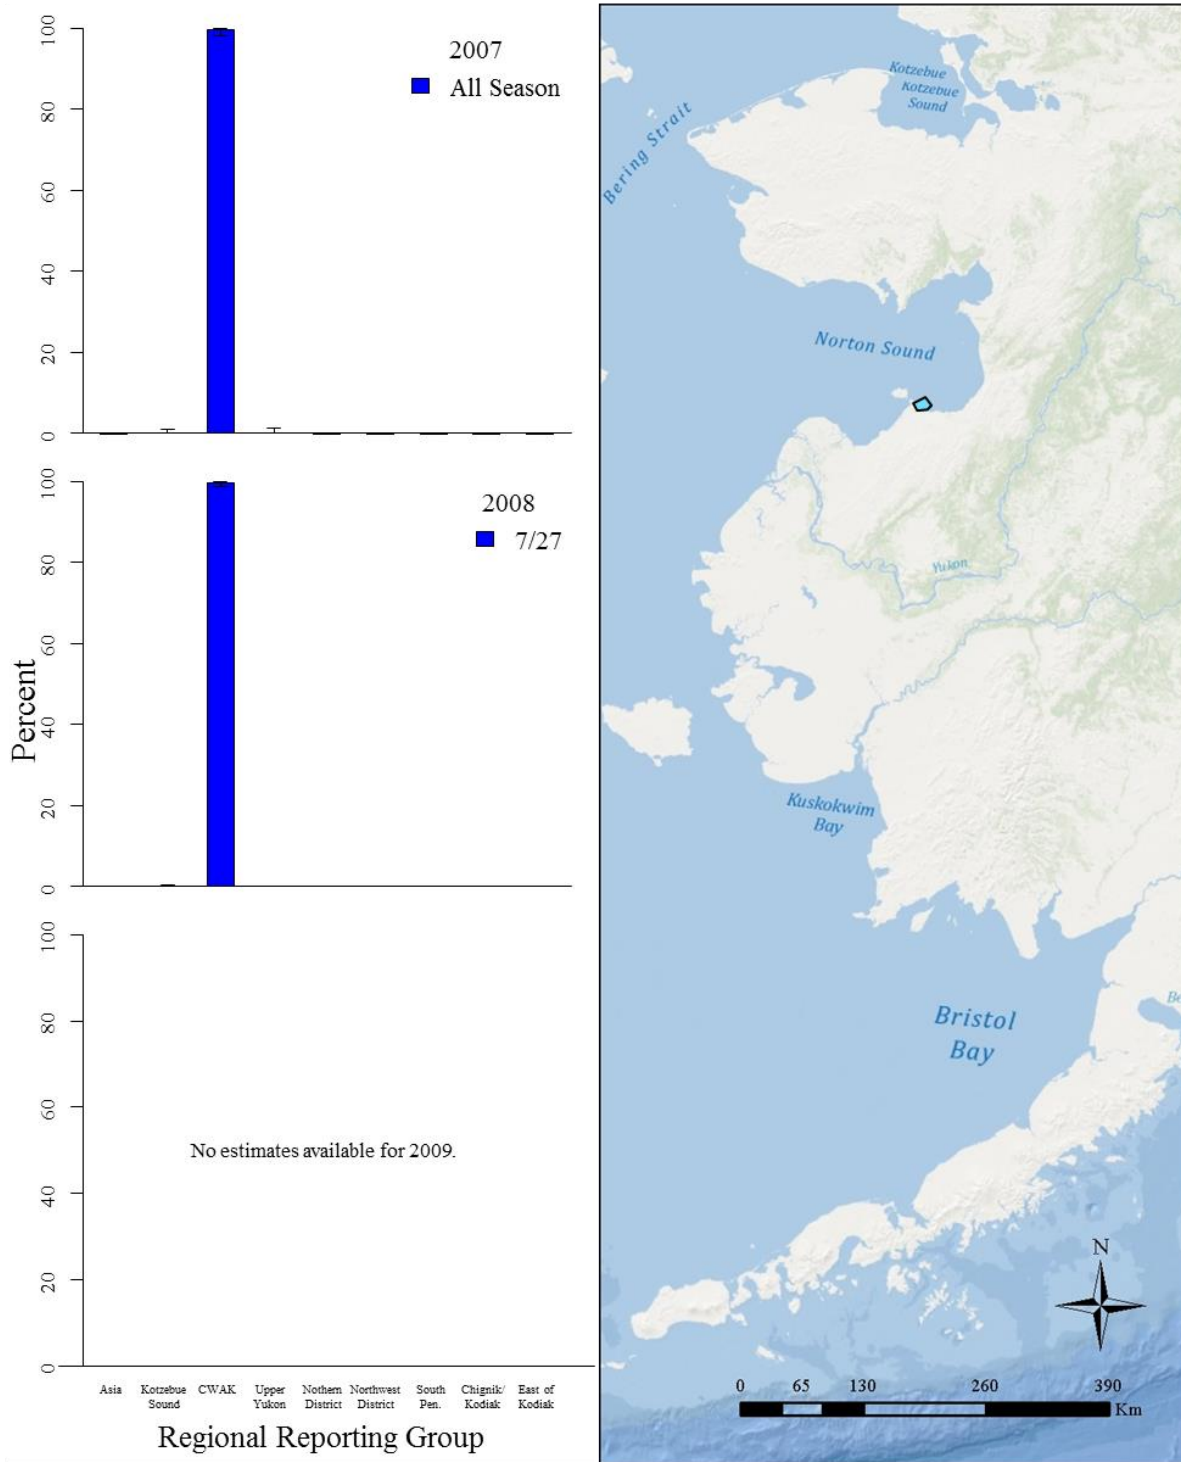 2007
All Season
100
80
60
40
20
0
2008
7/27
100
80
60
40
20
0
Percent
100
80
60
40
20
0
No estimates available for 2009.
Asia
Kotzebue
Sound
CWAK
Upper
Yukon
Nothern
District
Northwest
District
South
Pen.
Chignik/
Kodiak
East of
Kodiak
Regional Reporting Group
Kotzebue
Kotzebue
Sound
Bering Strait
Norton Sound
Yukon
Kuskokwim
Bay
Bristol
Bay
Be
N
0 65 130 260 390
Km